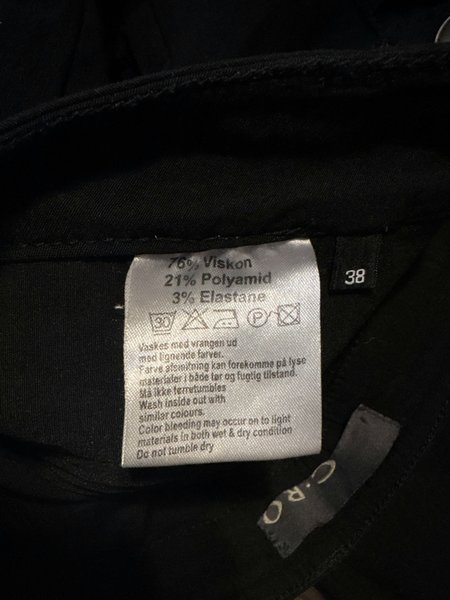 76% Viskon
21% Polyamid
3% Elastane
30
P
Vaskes med vrangen ud
med lignende farver.
Farve afsmitning kan forekomme på lyse
materialer i både tør og fugtig tilstand.
Må ikke tørretumbles
Wash inside out with
similar colours.
Color bleeding may occur on light
materials in both wet & dry condition
Do not tumble dry
38
C·RO